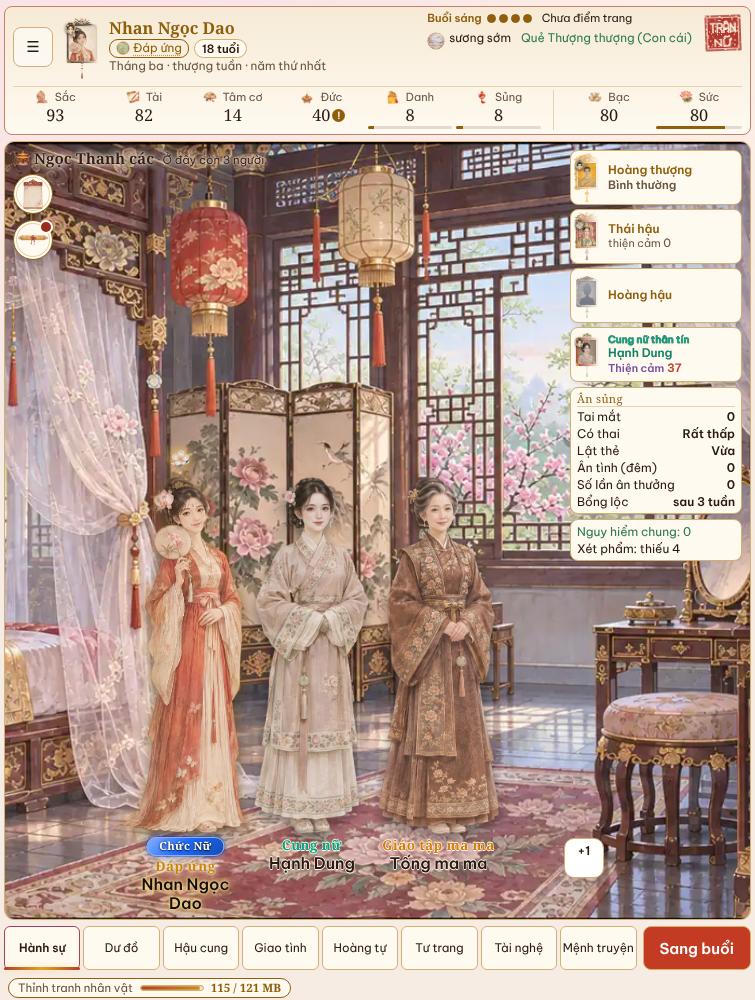 ☰
Nhan Ngọc Dao
Đáp ứng
18 tuổi
Tháng ba · thượng tuần · năm thứ nhất
Buổi sáng
Chưa điểm trang
sương sớm
Quẻ Thượng thượng (Con cái)
TRÂN NỮ
Sắc
93
Tài
82
Tâm cơ
14
Đức
40 !
Danh
8
Sủng
8
Bạc
80
Sức
80
Ngọc Thanh các · Ở đây còn 3 người
Hoàng thượng
Bình thường
Thái hậu
thiện cảm 0
Hoàng hậu
Cung nữ thân tín
Hạnh Dung
Thiện cảm 37
Ân sủng
Tai mắt 0
Có thai Rất thấp
Lật thẻ Vừa
Ân tình (đêm) 0
Số lần ân thưởng 0
Bổng lộc sau 3 tuần
Nguy hiểm chung: 0
Xét phẩm: thiếu 4
Chức Nữ
Đáp ứng
Nhan Ngọc
Dao
Cung nữ
Hạnh Dung
Giáo tập ma ma
Tống ma ma
+1
Hành sự
Dư đồ
Hậu cung
Giao tình
Hoàng tự
Tư trang
Tài nghệ
Mệnh truyện
Sang buổi
Thỉnh tranh nhân vật 115 / 121 MB